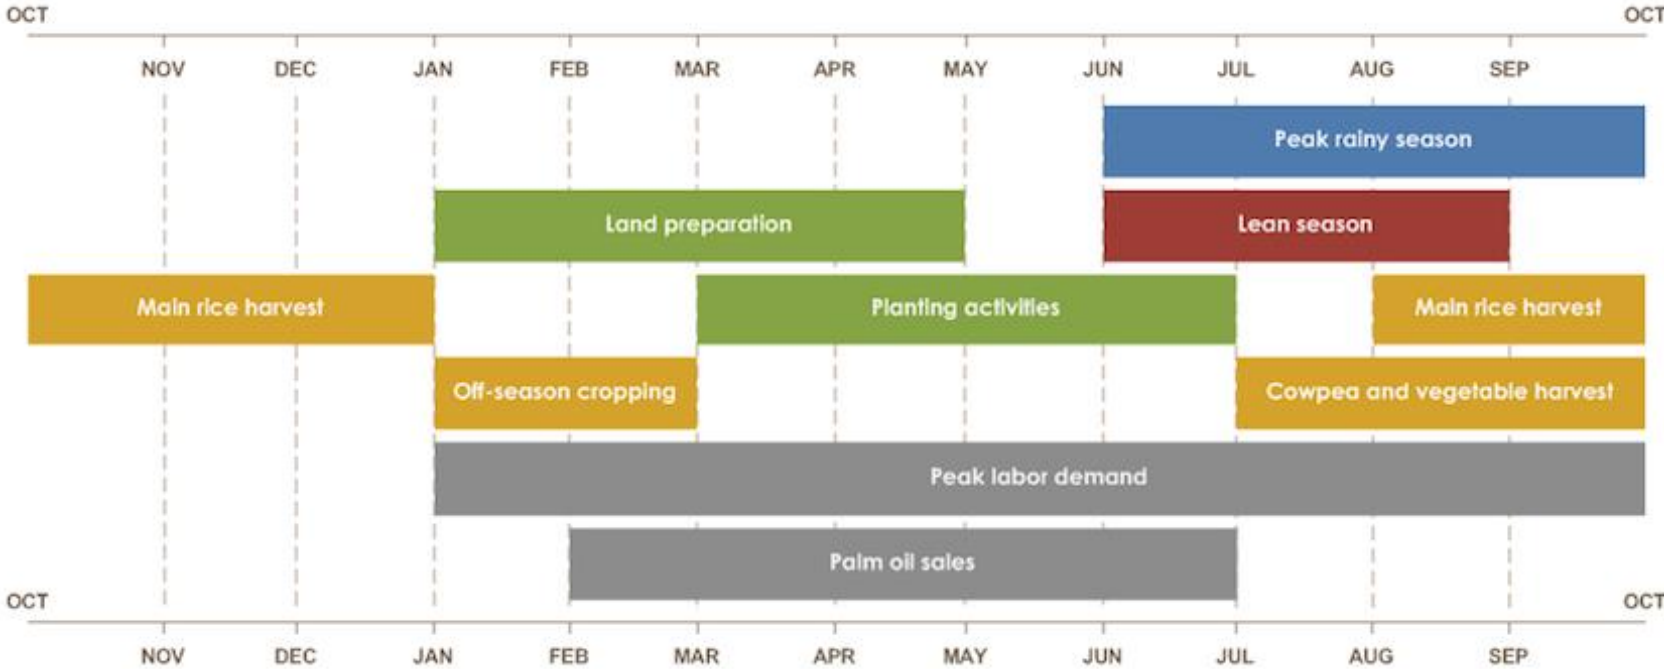 OCT OCT
NOV DEC JAN FEB MAR APR MAY JUN JUL AUG SEP
Peak rainy season
Land preparation Lean season
Main rice harvest Planting activities Main rice harvest
Off-season cropping Cowpea and vegetable harvest
Peak labor demand
Palm oil sales
OCT OCT
NOV DEC JAN FEB MAR APR MAY JUN JUL AUG SEP